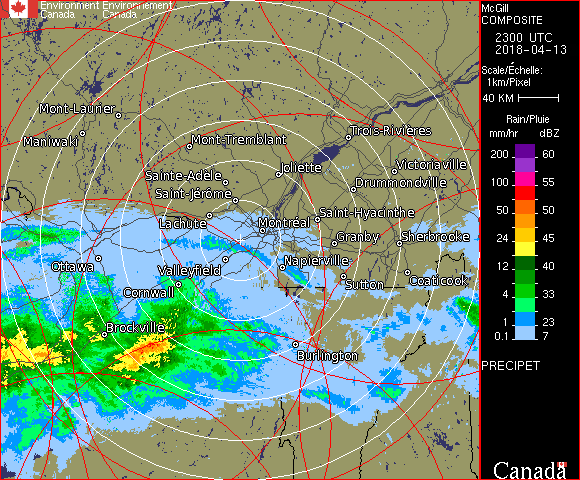 Environment Environnement
Canada Canada
McGill
COMPOSITE
2300 UTC
2018-04-13
Scale/Échelle:
1km/Pixel
40 KM
Rain/Pluie
mm/hr dBZ
200 60
100 55
50 50
24 45
12 40
4 33
1 23
0.1 7
PRECIPET
Canada
Mont-Laurier
Maniwaki
Mont-Tremblant
Trois-Rivières
Joliette
Victoriaville
Sainte-Adèle
Drummondville
Saint-Jérôme
Saint-Hyacinthe
Lachute
Montréal
Granby
Sherbrooke
Ottawa
Valleyfield
Napierville
Sutton
Coaticook
Cornwall
Brockville
Burlington